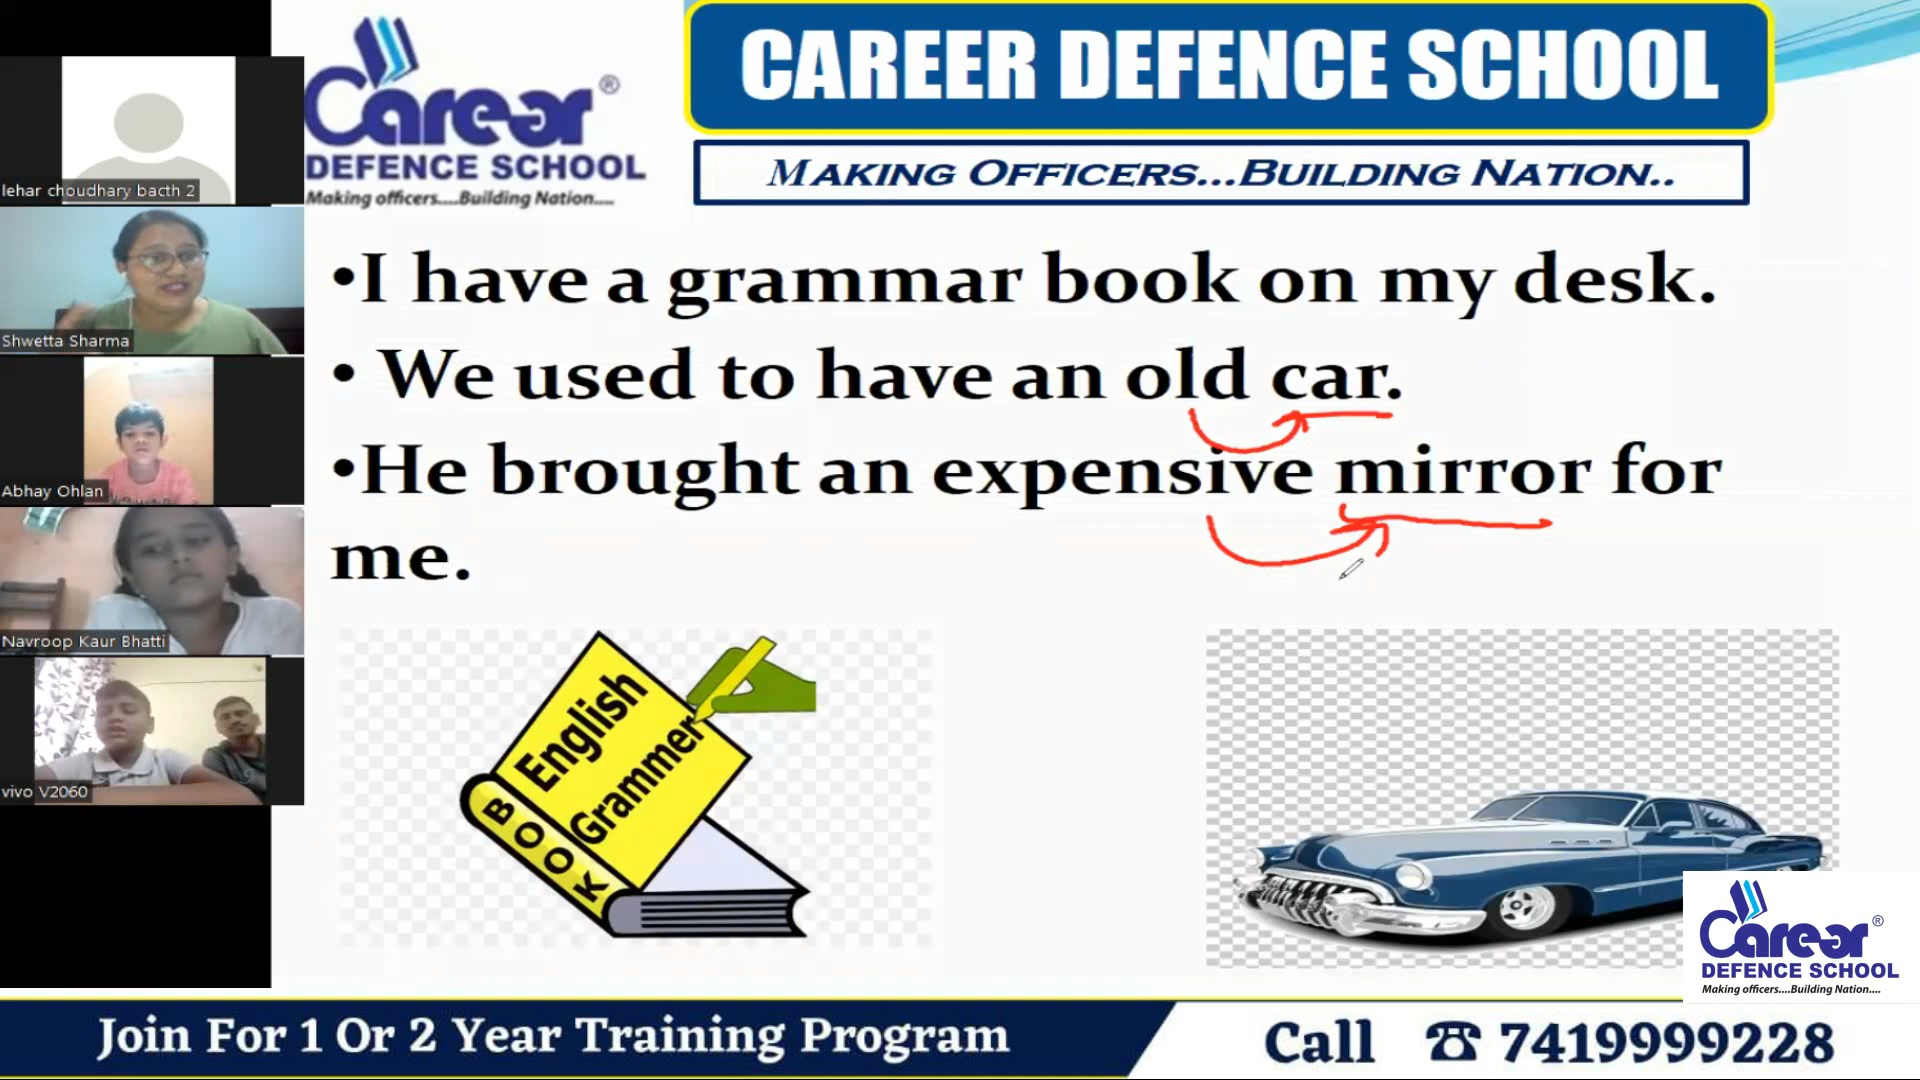 Career®
DEFENCE SCHOOL
Making officers....Building Nation....
CAREER DEFENCE SCHOOL
Making Officers...Building Nation..
lehar choudhary bacth 2
Shwetta Sharma
Abhay Ohlan
Navroop Kaur Bhatti
vivo V2060
•I have a grammar book on my desk.
• We used to have an old car.
•He brought an expensive mirror for
me.
English
Grammer
BOOK
Career®
DEFENCE SCHOOL
Making officers....Building Nation....
Join For 1 Or 2 Year Training Program
Call ☎ 7419999228